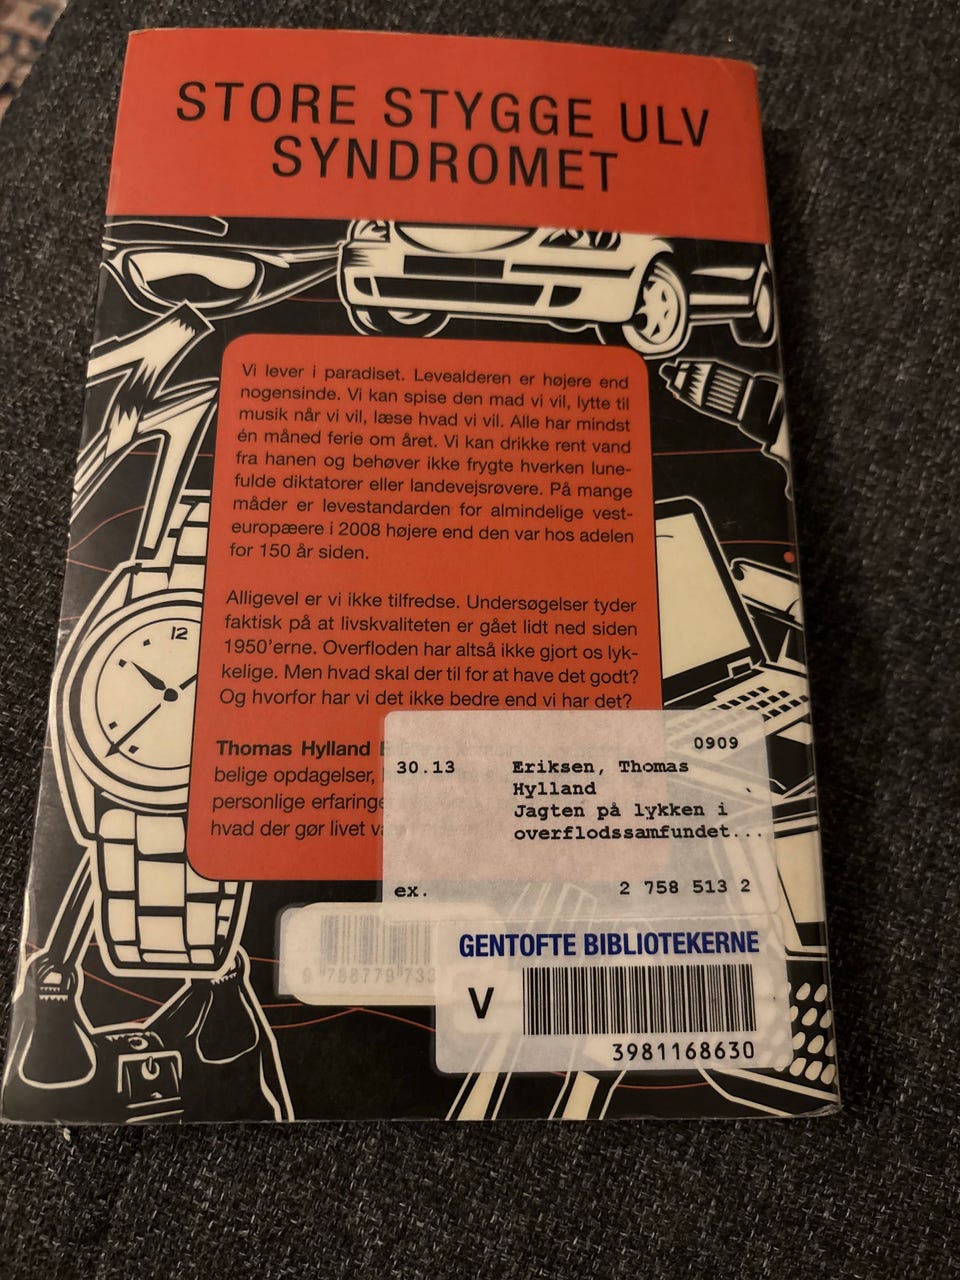 STORE STYGGE ULV
SYNDROMET
Vi lever i paradiset. Levealderen er højere end
nogensinde. Vi kan spise den mad vi vil, lytte til
musik når vi vil, læse hvad vi vil. Alle har mindst
én måned ferie om året. Vi kan drikke rent vand
fra hanen og behøver ikke frygte hverken lune-
fulde diktatorer eller landevejsrøvere. På mange
måder er levestandarden for almindelige vest-
europæere i 2008 højere end den var hos adelen
for 150 år siden.
Alligevel er vi ikke tilfredse. Undersøgelser tyder
faktisk på at livskvaliteten er gået lidt ned siden
1950'erne. Overfloden har altså ikke gjort os lyk-
kelige. Men hvad skal der til for at have det godt?
Og hvorfor har vi det ikke bedre end vi har det?
Thomas Hylland
belige opdagelser,
personlige
hvad der gør livet
0909
30.13 Eriksen, Thomas
Hylland
Jagten på lykken i
overflodssamfundet...
ex. 2 758 513 2
GENTOFTE BIBLIOTEKERNE
V
3981168630
9 788779 733
12